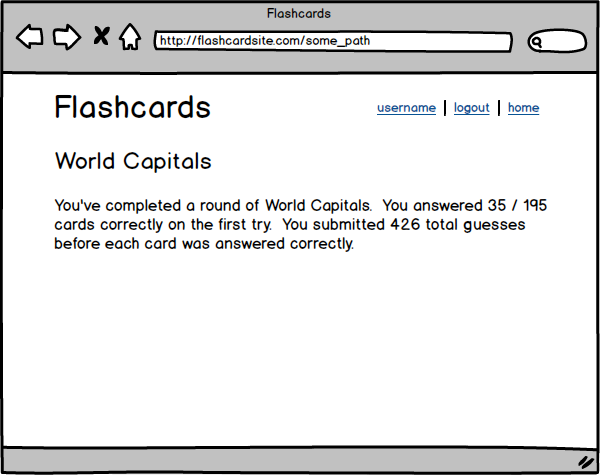 Flashcards
http://flashcardsite.com/some_path
Flashcards
username | logout | home
World Capitals
You've completed a round of World Capitals.  You answered 35 / 195
cards correctly on the first try.  You submitted 426 total guesses
before each card was answered correctly.